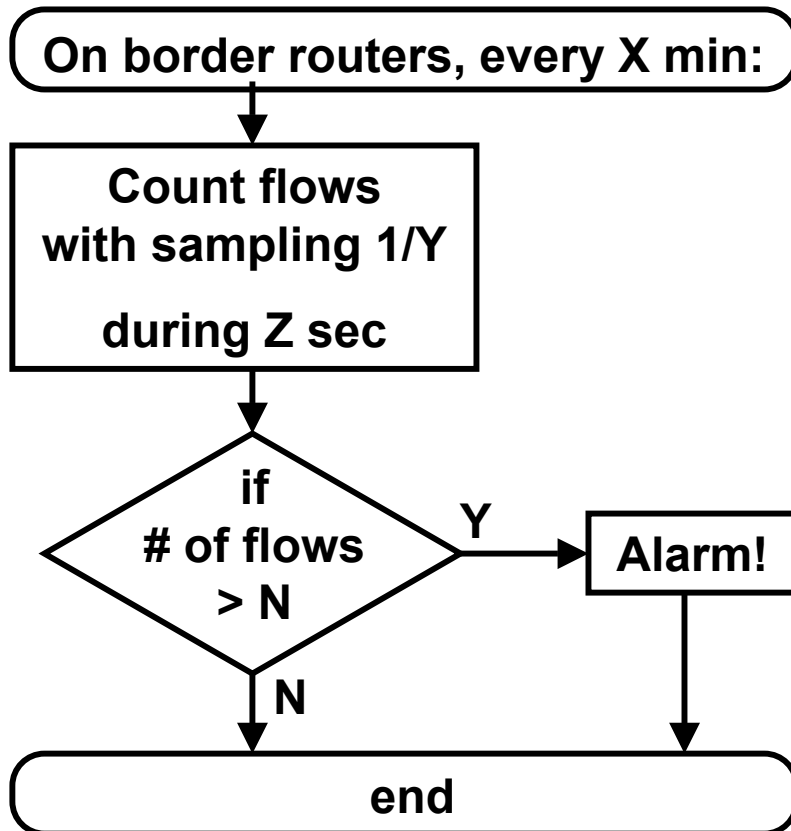 On border routers, every X min:
Count flows
with sampling 1/Y
during Z sec
if
# of flows
> N
Y
Alarm!
N
end